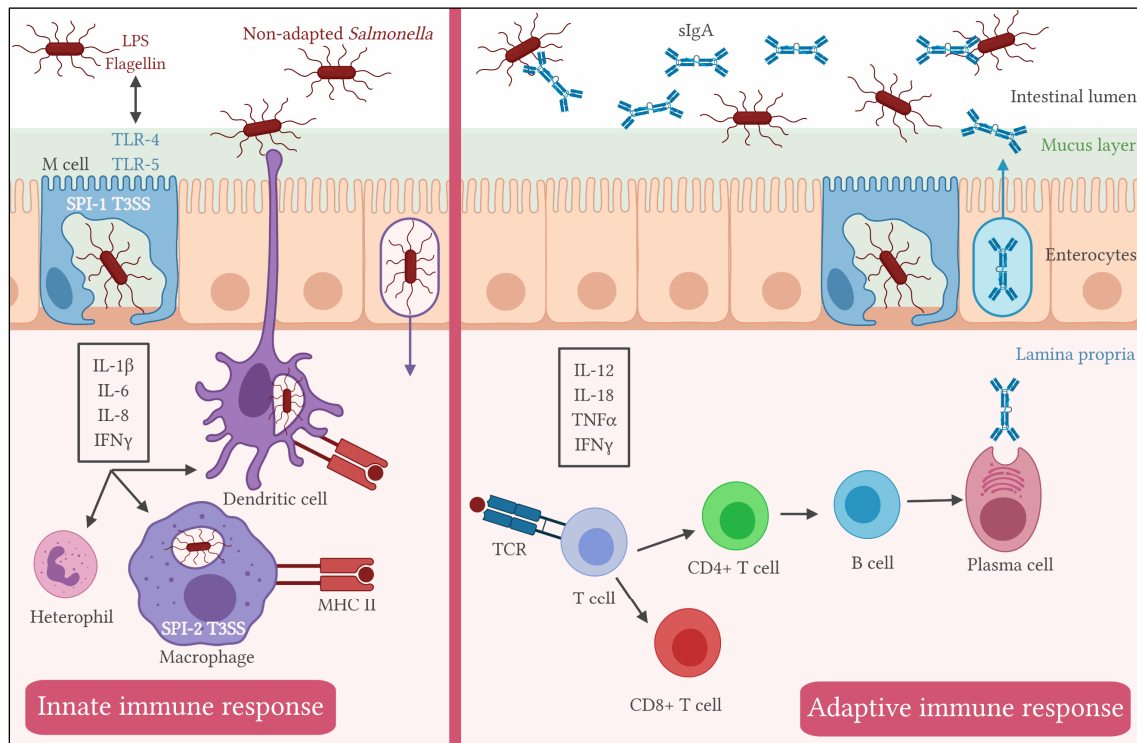 LPS
Flagellin
Non-adapted Salmonella
TLR-4
M cell
TLR-5
SPI-1 T3SS
IL-1β
IL-6
IL-8
IFNγ
Dendritic cell
Heterophil
SPI-2 T3SS
Macrophage
MHC II
Innate immune response
sIgA
Intestinal lumen
Mucus layer
Enterocytes
Lamina propria
IL-12
IL-18
TNFα
IFNγ
TCR
T cell
CD4+ T cell
B cell
Plasma cell
CD8+ T cell
Adaptive immune response